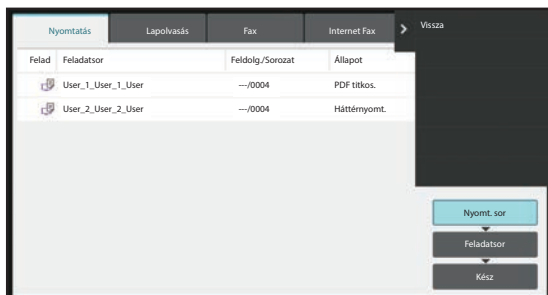 Nyomtatás Lapolvasás Fax Internet Fax Vissza
Felad Feladatsor Feldolg./Sorozat Állapot
User_1_User_1_User ---/0004 PDF titkos.
User_2_User_2_User ---/0004 Háttérnyomt.
Nyomt. sor
Feladatsor
Kész